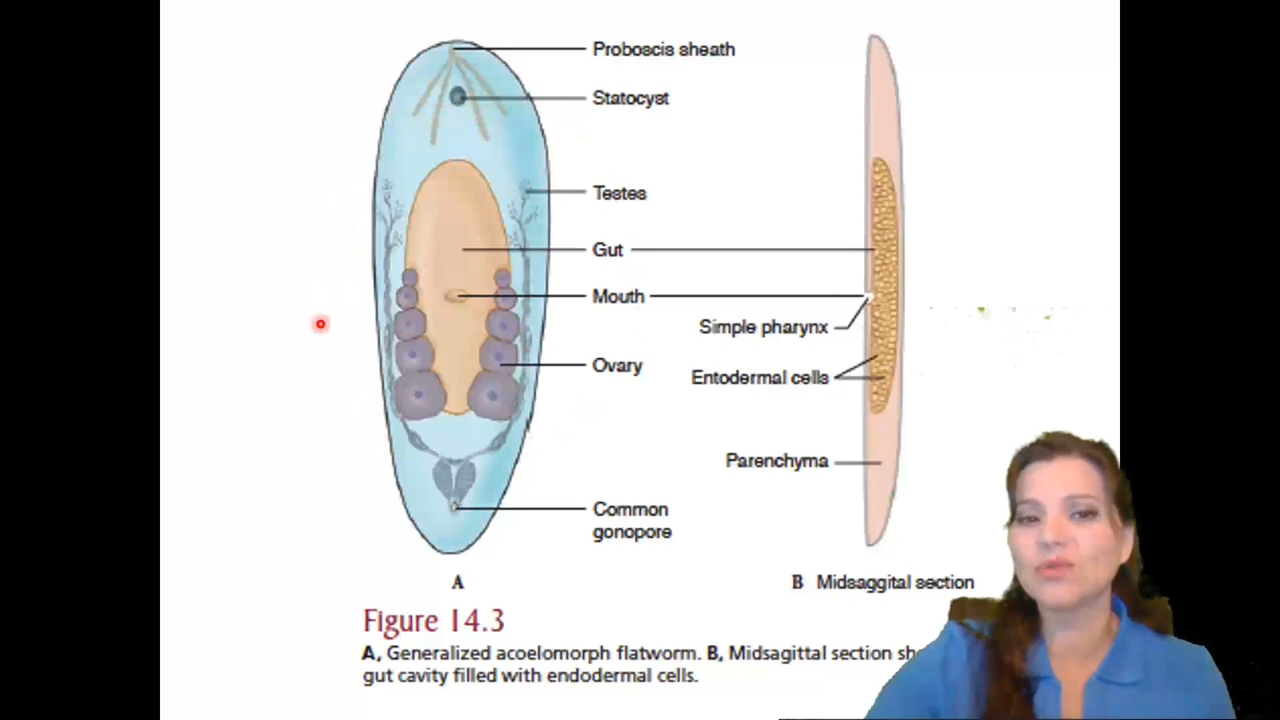 Proboscis sheath
Statocyst
Testes
Gut
Mouth
Simple pharynx
Ovary
Entodermal cells
Parenchyma
Common
gonopore
A
B Midsaggital section
Figure 14.3
A, Generalized acoelomorph flatworm. B, Midsagittal section
gut cavity filled with endodermal cells.